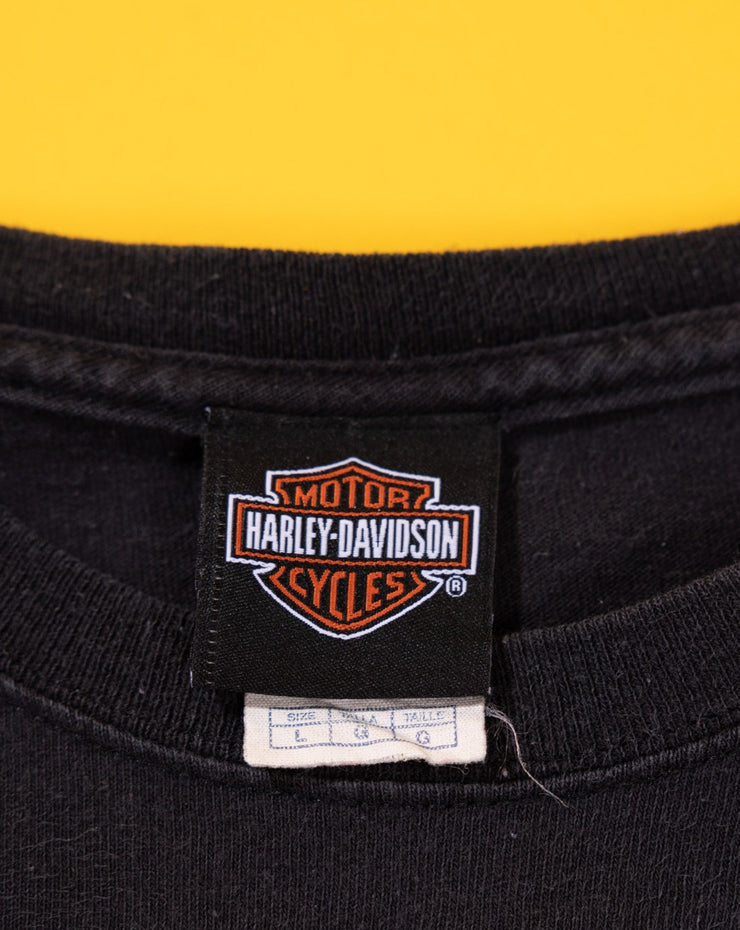 MOTOR
HARLEY-DAVIDSON
CYCLES
®
SIZE TALLA TAILLE
L G G